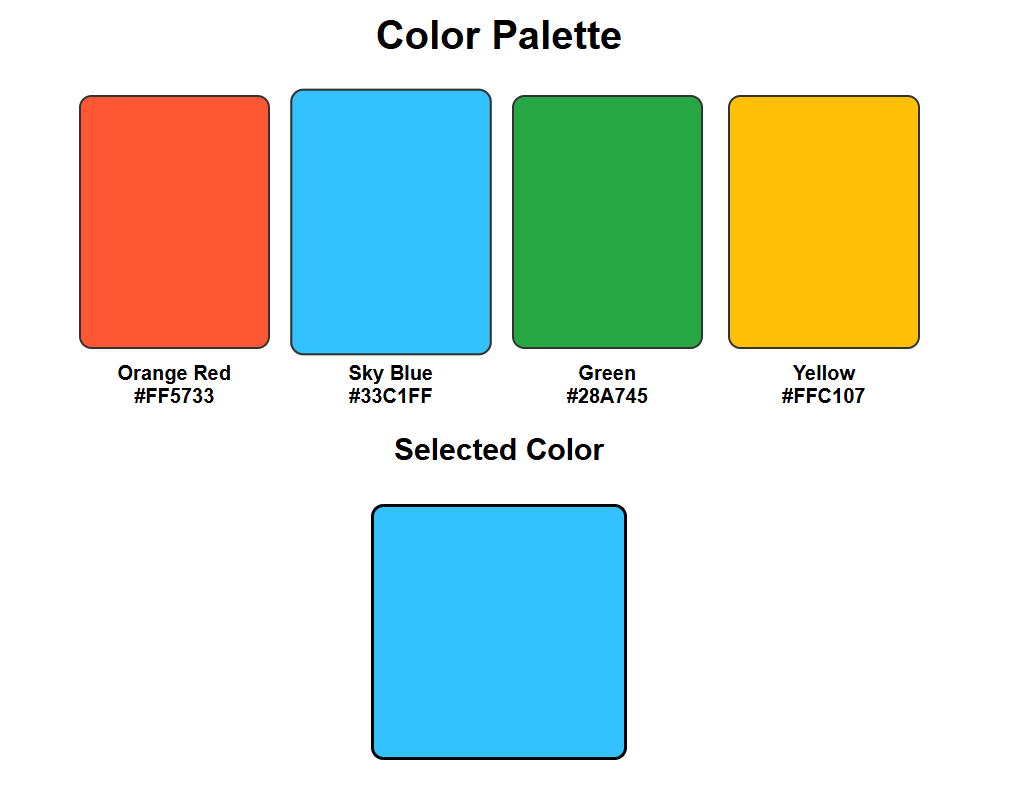 Color Palette
Orange Red
#FF5733
Sky Blue
#33C1FF
Green
#28A745
Yellow
#FFC107
Selected Color